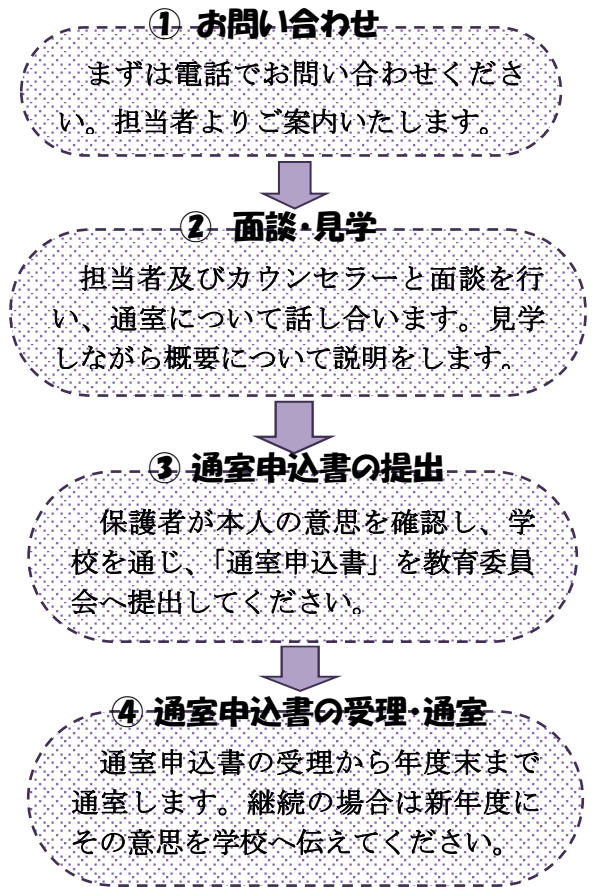 ① お問い合わせ
まずは電話でお問い合わせくださ
い。担当者よりご案内いたします。
② 面談・見学
担当者及びカウンセラーと面談を行
い、通室について話し合います。見学
しながら概要について説明をします。
③ 通室申込書の提出
保護者が本人の意思を確認し、学
校を通じ、「通室申込書」を教育委員
会へ提出してください。
④ 通室申込書の受理・通室
通室申込書の受理から年度末まで
通室します。継続の場合は新年度に
その意思を学校へ伝えてください。